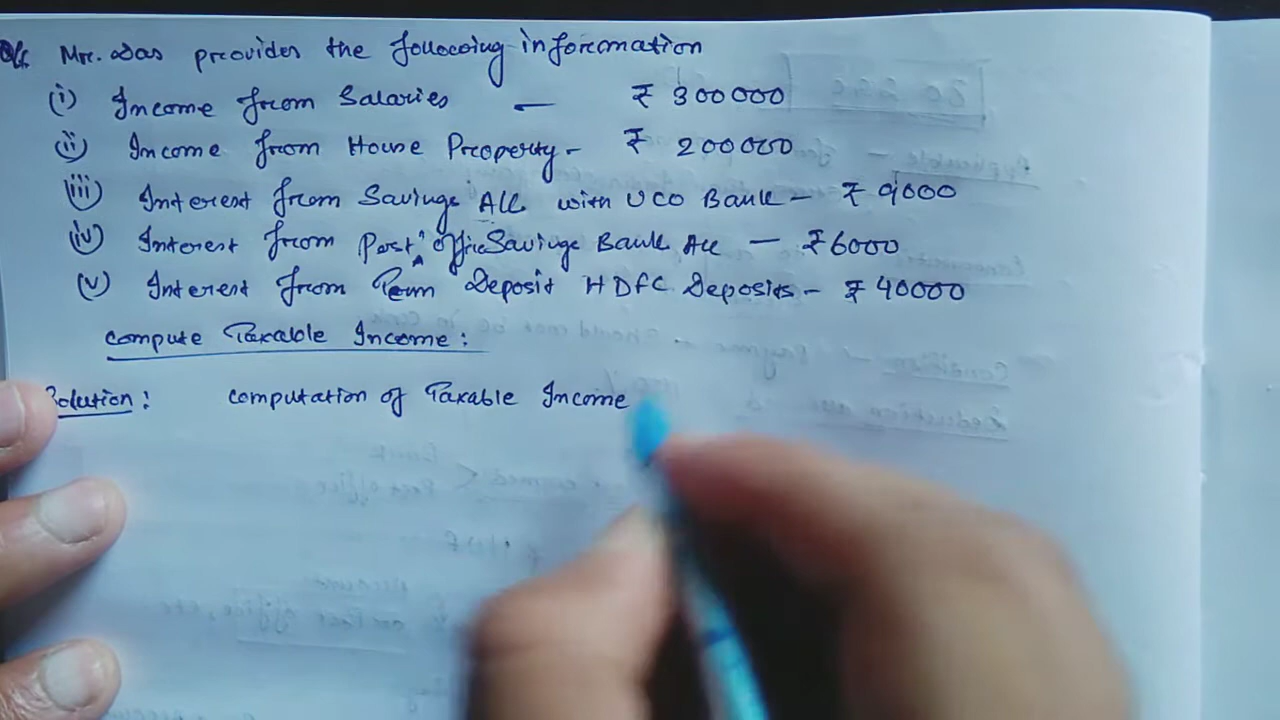 Mr. Das provides the following information
(i) Income from Salaries — ₹ 300000
(ii) Income from House Property - ₹ 200000
(iii) Interest from Savings A/c with UCO Bank - ₹ 9000
(iv) Interest from Post Office Savings Bank A/c — ₹ 6000
(v) Interest from Term Deposit HDFC Deposits - ₹ 40000
Compute Taxable Income :
Solution : Computation of Taxable Income